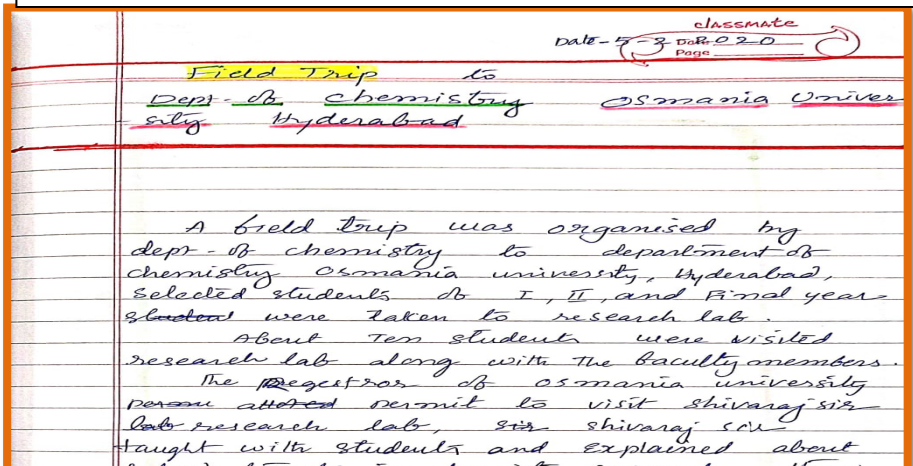 classmate
Date - 5-3-2020
Date
Page
Field Trip to
Dept. of chemistry osmania Univer
sity Hyderabad
A field trip was organised by
dept. of chemistry to department of
chemistry osmania university, Hyderabad,
Selected students of I, II, and Final year
student were taken to research lab.
About Ten students were visited
research lab along with the faculty members.
The Regestror of osmania university
permit to visit Shivaraj sir
lab research lab, sir shivaraj sir
taught with students and explained about